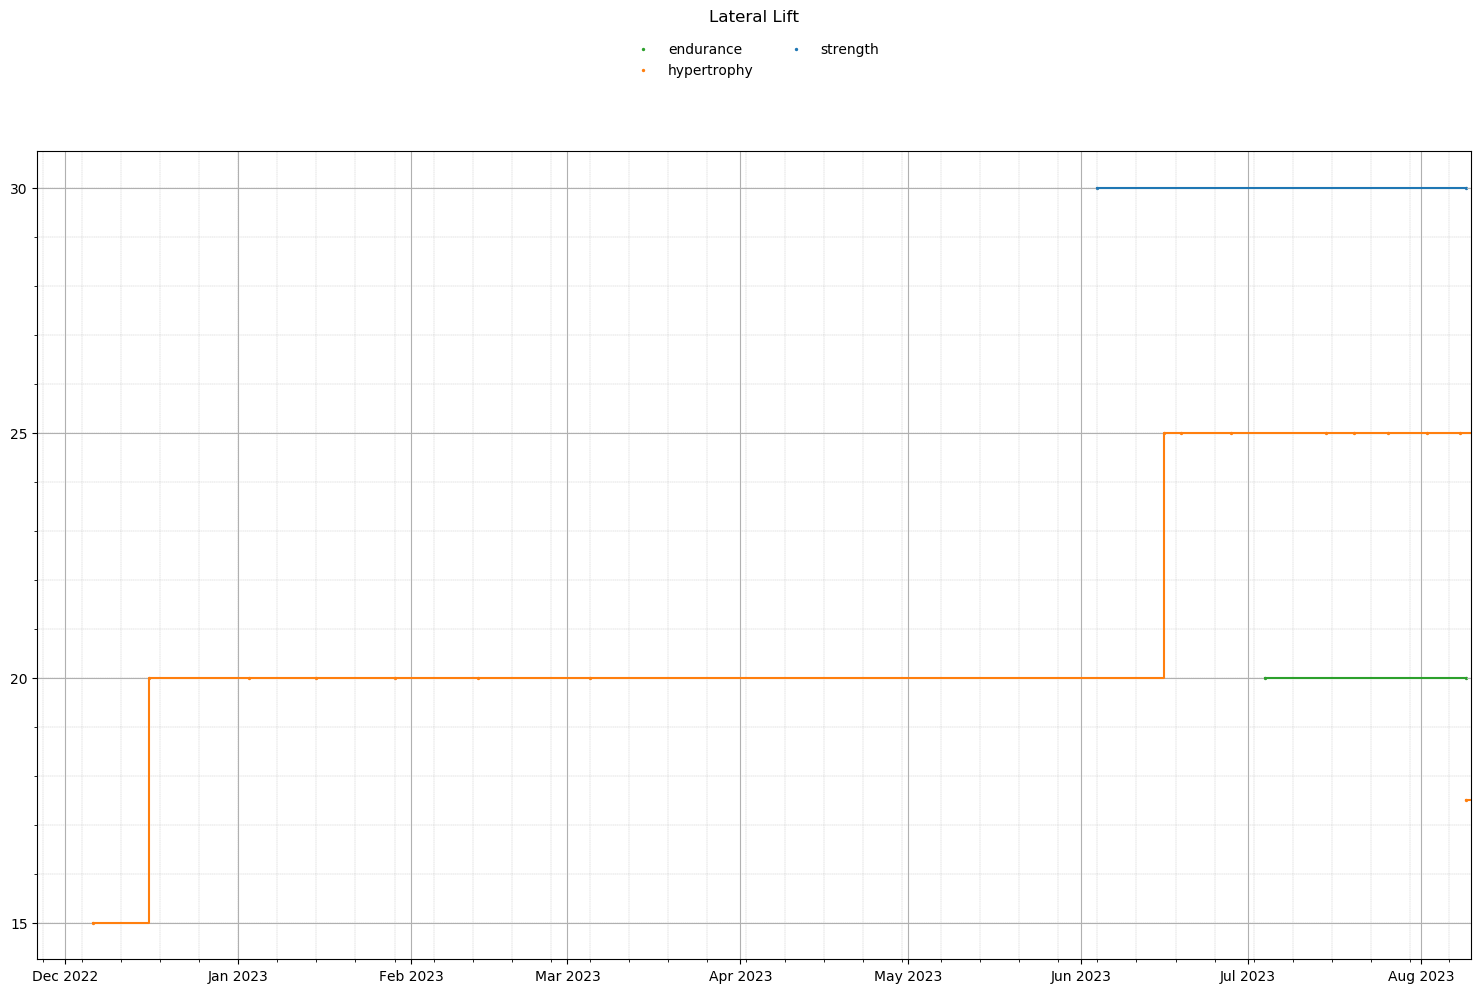 Lateral Lift
endurance
hypertrophy
strength
30
25
20
15
Dec 2022
Jan 2023
Feb 2023
Mar 2023
Apr 2023
May 2023
Jun 2023
Jul 2023
Aug 2023